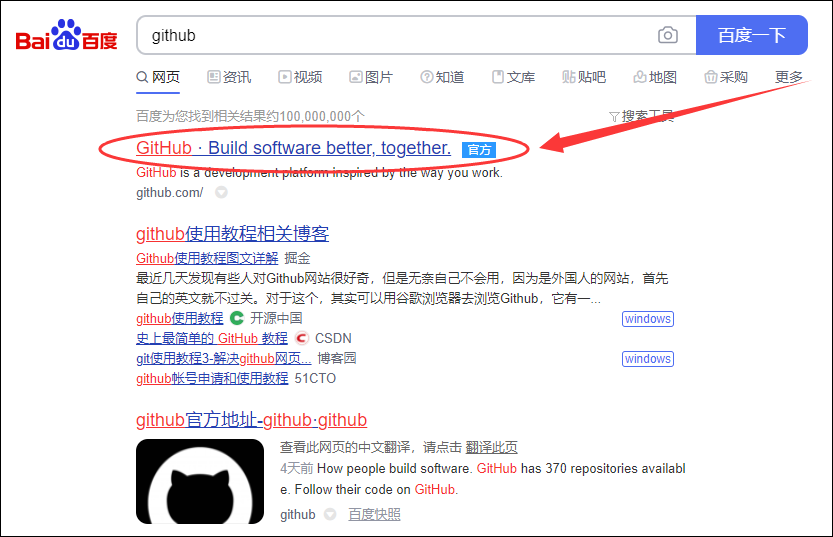 Bai du 百度
github
百度一下
网页 资讯 视频 图片 知道 文库 贴吧 地图 采购 更多
百度为您找到相关结果约100,000,000个
搜索工具
GitHub · Build software better, together. 官方
GitHub is a development platform inspired by the way you work.
github.com/
github使用教程相关博客
Github使用教程图文详解 掘金
最近几天发现有些人对Github网站很好奇，但是无亲自己不会用，因为是外国人的网站，首先
自己的英文就不过关。对于这个，其实可以用谷歌浏览器去浏览Github，它有一...
github使用教程 开源中国 windows
史上最简单的 GitHub 教程 CSDN
git使用教程3-解决github网页... 博客园 windows
github帐号申请和使用教程 51CTO
github官方地址-github·github
查看此网页的中文翻译，请点击 翻译此页
4天前 How people build software. GitHub has 370 repositories availabl
e. Follow their code on GitHub.
github 百度快照